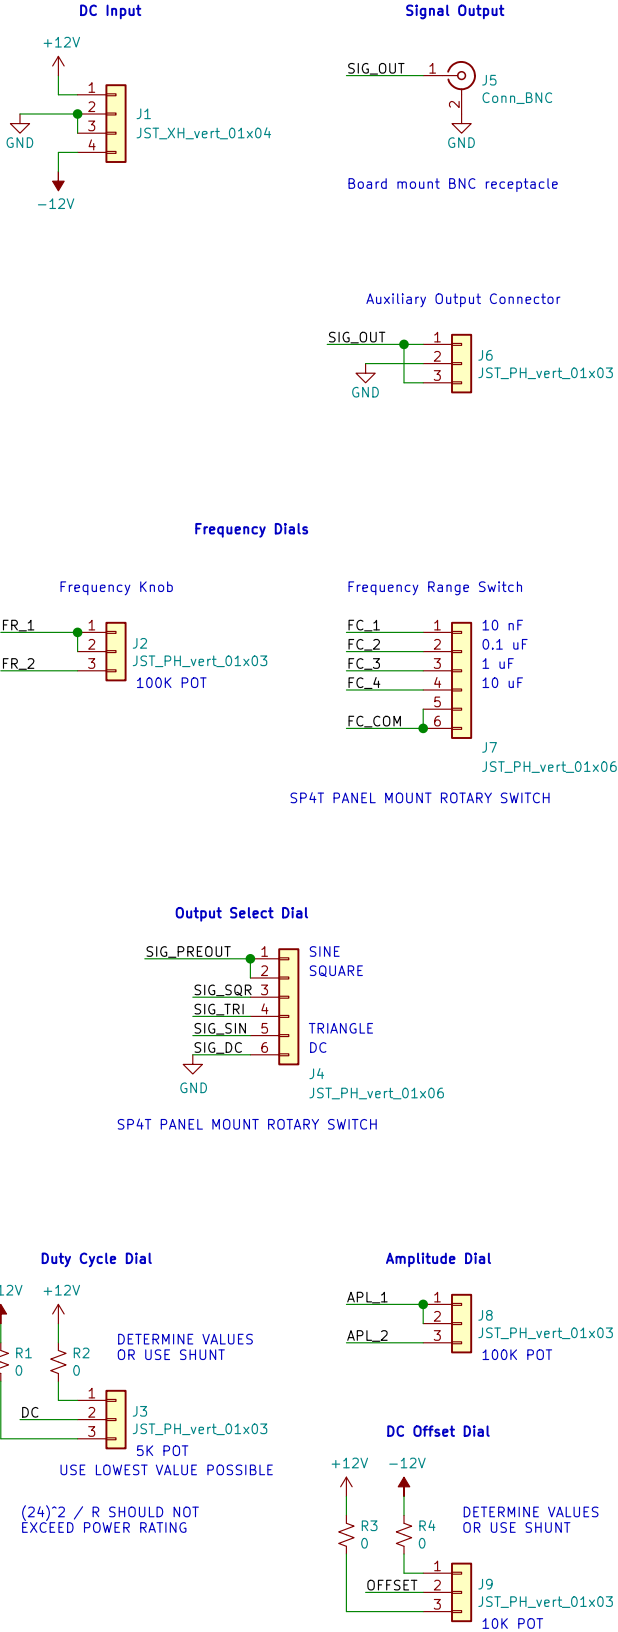 DC Input
+12V
1
2
3
4
GND
-12V
J1
JST_XH_vert_01x04
Signal Output
SIG_OUT
1
2
J5
Conn_BNC
GND
Board mount BNC receptacle
Auxiliary Output Connector
SIG_OUT
1
2
3
GND
J6
JST_PH_vert_01x03
Frequency Dials
Frequency Knob
FR_1
FR_2
1
2
3
J2
JST_PH_vert_01x03
100K POT
Frequency Range Switch
FC_1
FC_2
FC_3
FC_4
FC_COM
1
2
3
4
5
6
10 nF
0.1 uF
1 uF
10 uF
J7
JST_PH_vert_01x06
SP4T PANEL MOUNT ROTARY SWITCH
Output Select Dial
SIG_PREOUT
SIG_SQR
SIG_TRI
SIG_SIN
SIG_DC
1
2
3
4
5
6
SINE
SQUARE
TRIANGLE
DC
GND
J4
JST_PH_vert_01x06
SP4T PANEL MOUNT ROTARY SWITCH
Duty Cycle Dial
12V
+12V
R1
0
R2
0
DETERMINE VALUES
OR USE SHUNT
DC
1
2
3
J3
JST_PH_vert_01x03
5K POT
USE LOWEST VALUE POSSIBLE
(24)^2 / R SHOULD NOT
EXCEED POWER RATING
Amplitude Dial
APL_1
APL_2
1
2
3
J8
JST_PH_vert_01x03
100K POT
DC Offset Dial
+12V
-12V
R3
0
R4
0
DETERMINE VALUES
OR USE SHUNT
OFFSET
1
2
3
J9
JST_PH_vert_01x03
10K POT